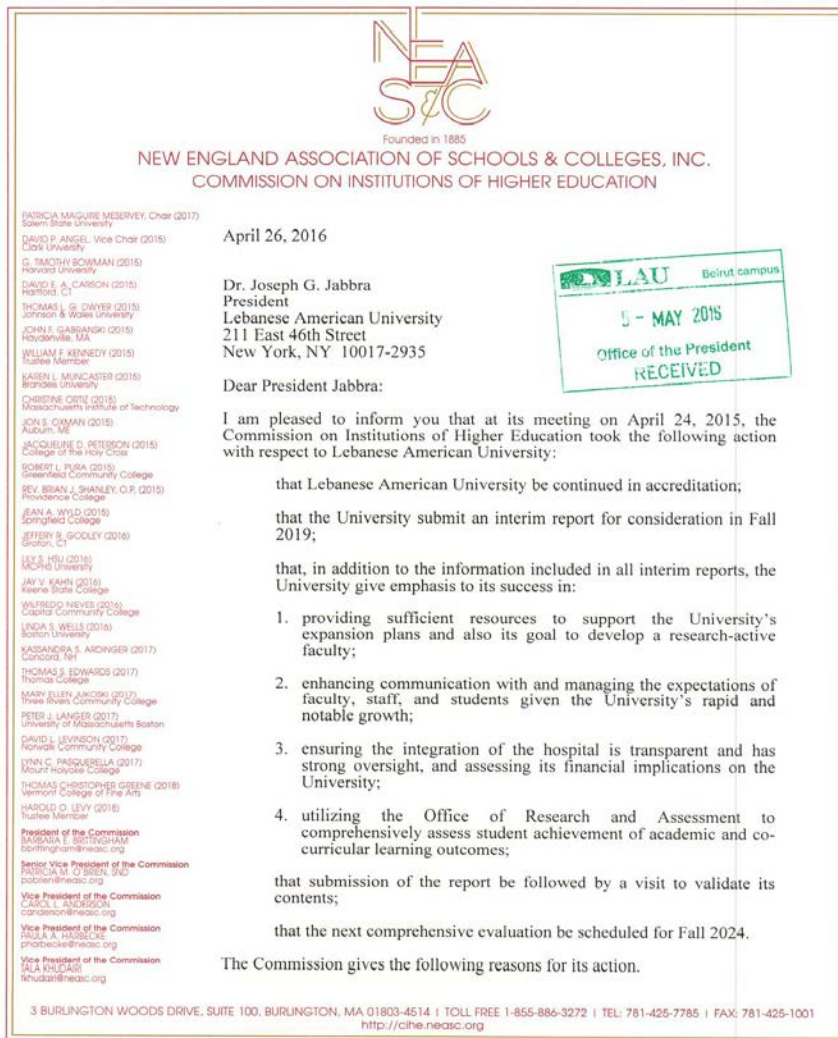 NEAS&C
Founded in 1885
NEW ENGLAND ASSOCIATION OF SCHOOLS & COLLEGES, INC.
COMMISSION ON INSTITUTIONS OF HIGHER EDUCATION
PATRICIA MAGUIRE MESERVEY, Chair (2017)
Salem State University
DAVID P. ANGEL, Vice Chair (2015)
Clark University
G. TIMOTHY BOWMAN (2015)
Harvard University
DAVID E. A. CARSON (2015)
Hartford, CT
THOMAS L. G. DWYER (2015)
Johnson & Wales University
JOHN F. GABRANSKI (2015)
Haydenville, MA
WILLIAM F. KENNEDY (2015)
Trustee Member
KAREN L. MUNCASTER (2015)
Brandeis University
CHRISTINE ORTIZ (2015)
Massachusetts Institute of Technology
JON S. OXMAN (2015)
Auburn, ME
JACQUELINE D. PETERSON (2015)
College of the Holy Cross
ROBERT L. PURA (2015)
Greenfield Community College
REV. BRIAN J. SHANLEY, O.P. (2015)
Providence College
JEAN A. WYLD (2015)
Springfield College
JEFFERY R. GODLEY (2016)
Groton, CT
LILY S. HSU (2016)
MCPHS University
JAY V. KAHN (2016)
Keene State College
WILFREDO NIEVES (2016)
Capital Community College
LINDA S. WELLS (2016)
Boston University
KASSANDRA S. ARDINGER (2017)
Concord, NH
THOMAS S. EDWARDS (2017)
Thomas College
MARY ELLEN JUKOSKI (2017)
Three Rivers Community College
PETER J. LANGER (2017)
University of Massachusetts Boston
DAVID L. LEVINSON (2017)
Norwalk Community College
LYNN C. PASQUERELLA (2017)
Mount Holyoke College
THOMAS CHRISTOPHER GREENE (2018)
Vermont College of Fine Arts
HAROLD O. LEVY (2018)
Trustee Member
President of the Commission
BARBARA E. BRITTINGHAM
bbrittingham@neasc.org
Senior Vice President of the Commission
PATRICIA M. O'BRIEN, SND
pobrien@neasc.org
Vice President of the Commission
CAROL L. ANDERSON
canderson@neasc.org
Vice President of the Commission
PAULA A. HARBECKE
pharbecke@neasc.org
Vice President of the Commission
TALA KHUDAIRI
tkhudairi@neasc.org
April 26, 2016
Dr. Joseph G. Jabbra
President
Lebanese American University
211 East 46th Street
New York, NY 10017-2935
LAU Beirut campus
5 - MAY 2015
Office of the President
RECEIVED
Dear President Jabbra:
I am pleased to inform you that at its meeting on April 24, 2015, the
Commission on Institutions of Higher Education took the following action
with respect to Lebanese American University:
that Lebanese American University be continued in accreditation;
that the University submit an interim report for consideration in Fall
2019;
that, in addition to the information included in all interim reports, the
University give emphasis to its success in:
1. providing sufficient resources to support the University's
expansion plans and also its goal to develop a research-active
faculty;
2. enhancing communication with and managing the expectations of
faculty, staff, and students given the University's rapid and
notable growth;
3. ensuring the integration of the hospital is transparent and has
strong oversight, and assessing its financial implications on the
University;
4. utilizing the Office of Research and Assessment to
comprehensively assess student achievement of academic and co-
curricular learning outcomes;
that submission of the report be followed by a visit to validate its
contents;
that the next comprehensive evaluation be scheduled for Fall 2024.
The Commission gives the following reasons for its action.
3 BURLINGTON WOODS DRIVE, SUITE 100, BURLINGTON, MA 01803-4514 | TOLL FREE 1-855-886-3272 | TEL: 781-425-7785 | FAX: 781-425-1001
http://cihe.neasc.org